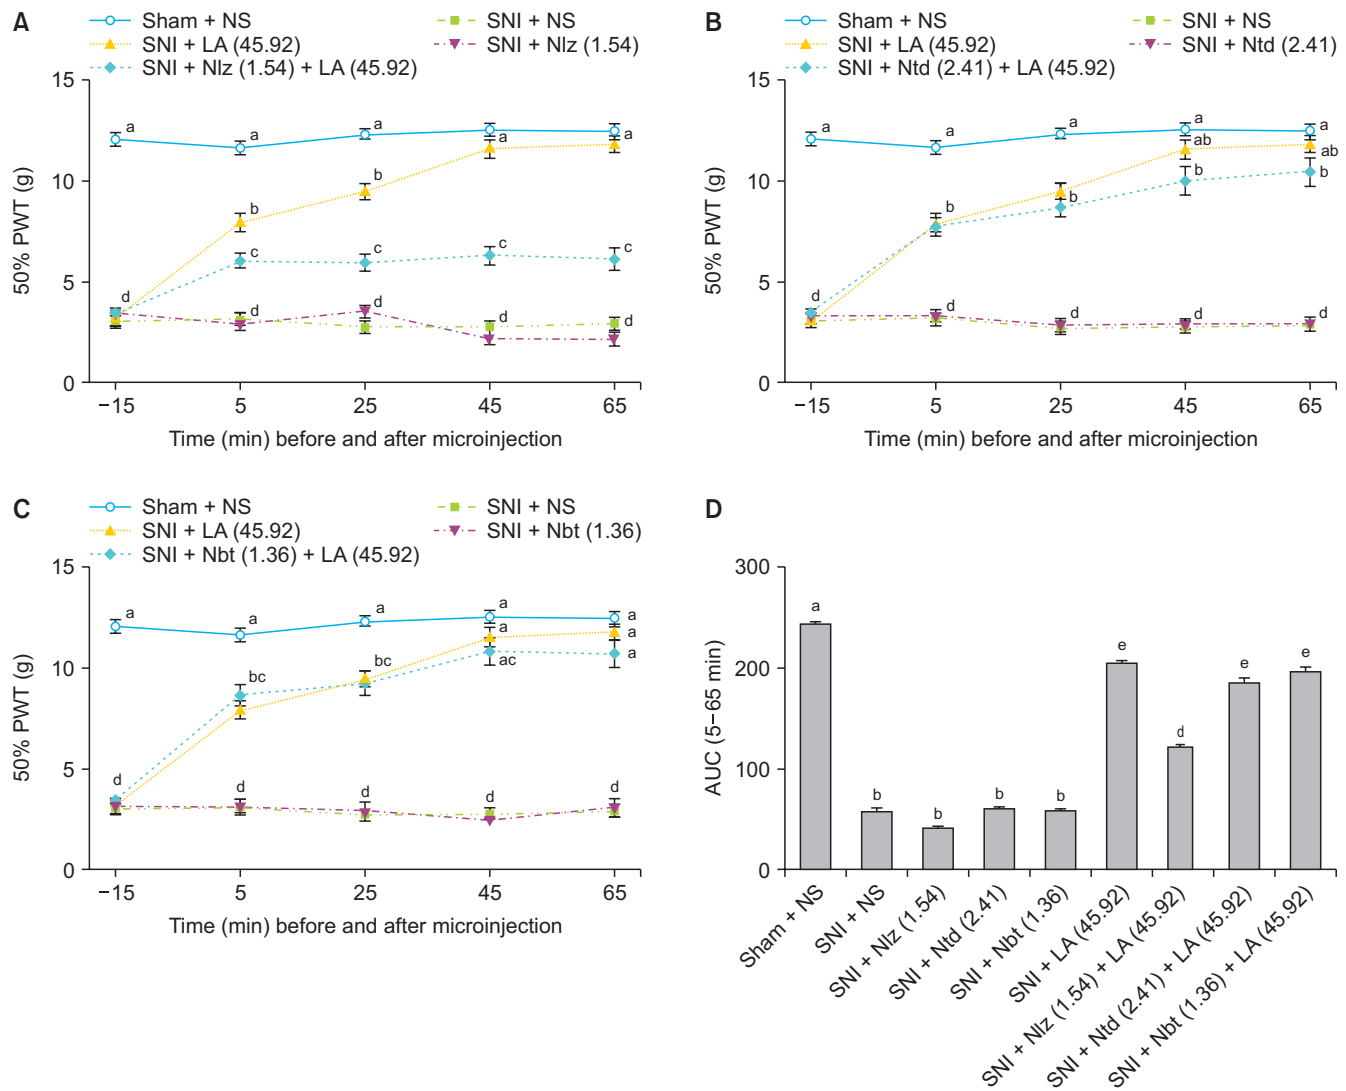 A
Sham + NS
SNI + NS
SNI + LA (45.92)
SNI + Nlz (1.54)
SNI + Nlz (1.54) + LA (45.92)
15
10
5
0
50% PWT (g)
a
a
a
a
a
b
b
c
c
c
c
d
d
d
d
d
−15
5
25
45
65
Time (min) before and after microinjection
B
Sham + NS
SNI + NS
SNI + LA (45.92)
SNI + Ntd (2.41)
SNI + Ntd (2.41) + LA (45.92)
15
10
5
0
50% PWT (g)
a
a
a
a
a
ab
ab
b
b
b
b
d
d
d
d
d
−15
5
25
45
65
Time (min) before and after microinjection
C
Sham + NS
SNI + NS
SNI + LA (45.92)
SNI + Nbt (1.36)
SNI + Nbt (1.36) + LA (45.92)
15
10
5
0
50% PWT (g)
a
a
a
a
a
a
a
bc
bc
ac
a
d
d
d
d
d
−15
5
25
45
65
Time (min) before and after microinjection
D
300
200
100
0
AUC (5–65 min)
a
b
b
b
b
e
d
e
e
Sham + NS
SNI + NS
SNI + Nlz (1.54)
SNI + Ntd (2.41)
SNI + Nbt (1.36)
SNI + LA (45.92)
SNI + Nlz (1.54) + LA (45.92)
SNI + Ntd (2.41) + LA (45.92)
SNI + Nbt (1.36) + LA (45.92)